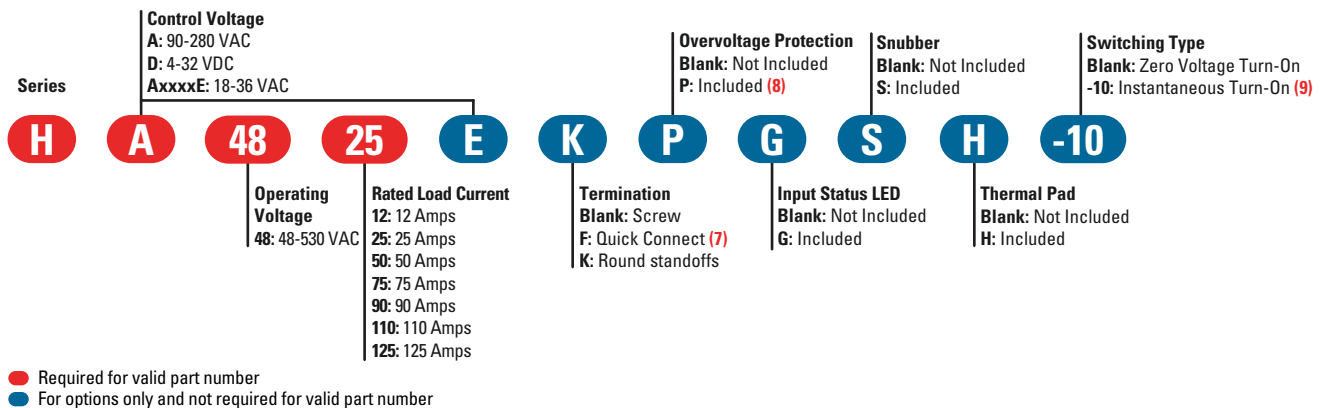 Control Voltage
A: 90-280 VAC
D: 4-32 VDC
AxxxxE: 18-36 VAC
Overvoltage Protection
Blank: Not Included
P: Included (8)
Snubber
Blank: Not Included
S: Included
Switching Type
Blank: Zero Voltage Turn-On
-10: Instantaneous Turn-On (9)
Series
H A 48 25 E K P G S H -10
Operating
Voltage
48: 48-530 VAC
Rated Load Current
12: 12 Amps
25: 25 Amps
50: 50 Amps
75: 75 Amps
90: 90 Amps
110: 110 Amps
125: 125 Amps
Termination
Blank: Screw
F: Quick Connect (7)
K: Round standoffs
Input Status LED
Blank: Not Included
G: Included
Thermal Pad
Blank: Not Included
H: Included
Required for valid part number
For options only and not required for valid part number